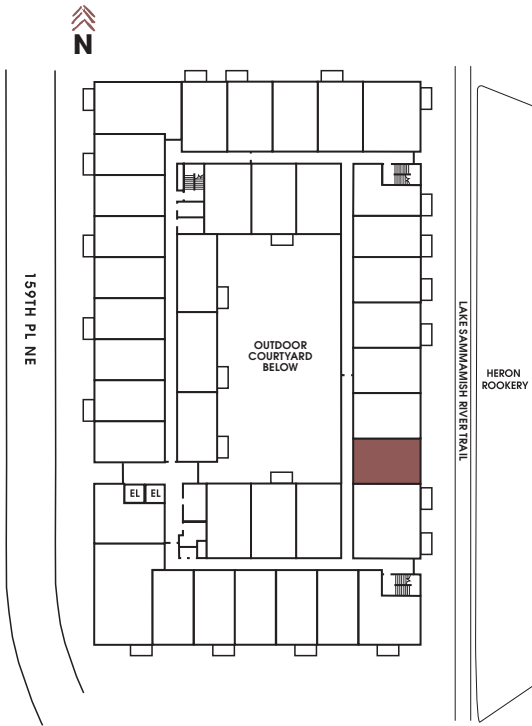 N
159TH PL NE
OUTDOOR
COURTYARD
BELOW
LAKE SAMMAMISH RIVER TRAIL
HERON
ROOKERY
EL
EL